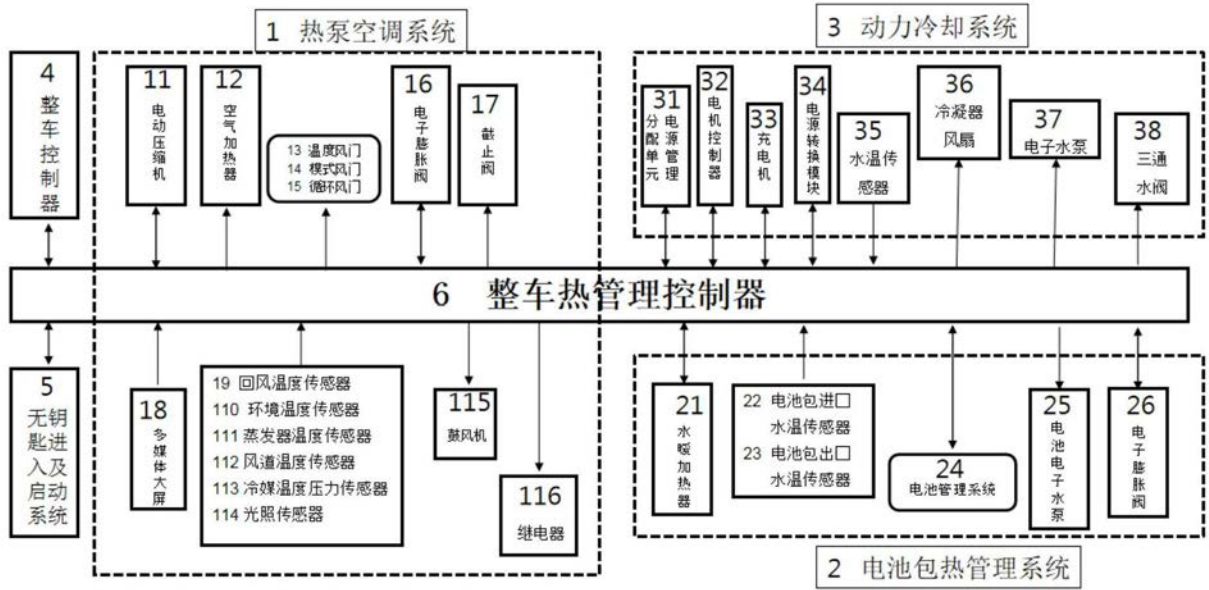 1 热泵空调系统
3 动力冷却系统
4 整车控制器
11 电动压缩机
12 空气加热器
13 温度风门
14 模式风门
15 循环风门
16 电子膨胀阀
17 截止阀
31 电源管理分配单元
32 电机控制器
33 充电机
34 电源转换模块
35
水温传
感器
36
冷凝器
风扇
37
电子水泵
38
三通
水阀
6 整车热管理控制器
5
无钥
匙进
入及
启动
系统
18 多媒体大屏
19 回风温度传感器
110 环境温度传感器
111 蒸发器温度传感器
112 风道温度传感器
113 冷媒温度压力传感器
114 光照传感器
115
鼓风机
116
继电器
21 水暖加热器
22 电池包进口
水温传感器
23 电池包出口
水温传感器
24
电池管理系统
25 电池电子水泵
26 电子膨胀阀
2 电池包热管理系统